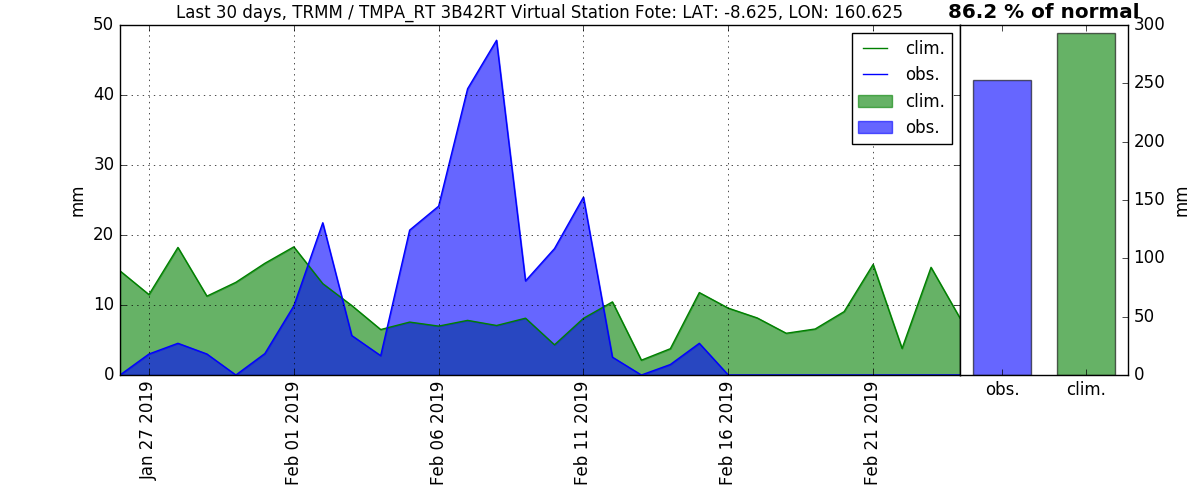 Last 30 days, TRMM / TMPA_RT 3B42RT Virtual Station Fote: LAT: -8.625, LON: 160.625
86.2 % of normal
50
40
30
20
10
0
mm
clim.
obs.
clim.
obs.
300
250
200
150
100
50
0
mm
Jan 27 2019
Feb 01 2019
Feb 06 2019
Feb 11 2019
Feb 16 2019
Feb 21 2019
obs.
clim.